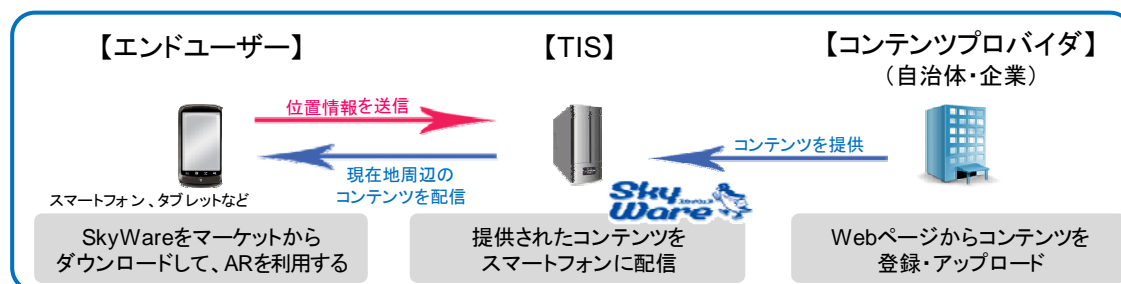 【エンドユーザー】
【TIS】
【コンテンツプロバイダ】
（自治体・企業）
位置情報を送信
コンテンツを提供
現在地周辺の
コンテンツを配信
スマートフォン、タブレットなど
Sky
Ware
SkyWareをマーケットから
ダウンロードして、ARを利用する
提供されたコンテンツを
スマートフォンに配信
Webページからコンテンツを
登録・アップロード